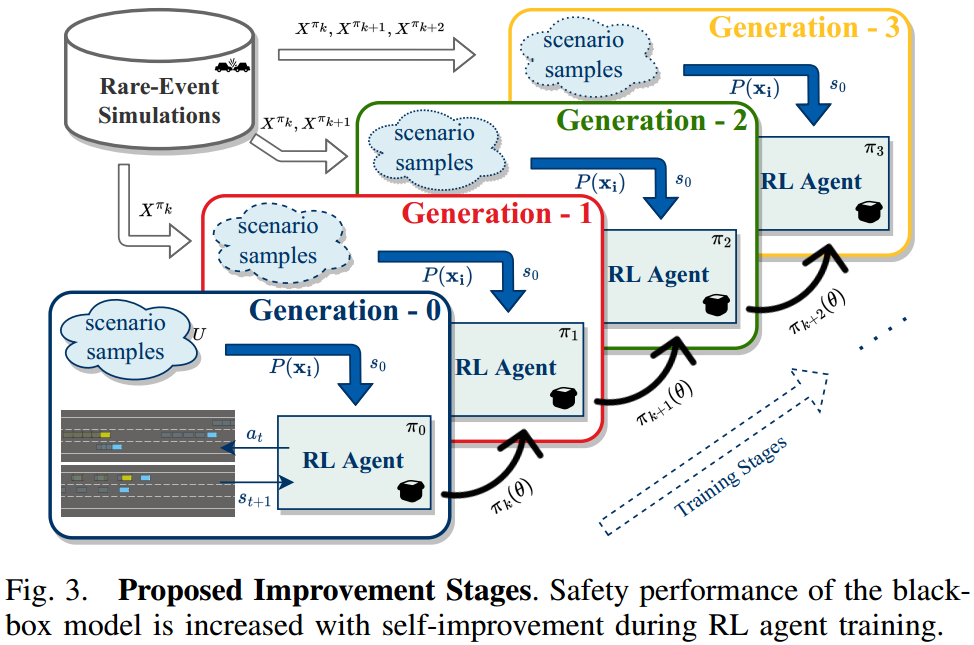 Rare-Event
Simulations
X^{π_k}, X^{π_{k+1}}, X^{π_{k+2}}
X^{π_k}, X^{π_{k+1}}
X^{π_k}
Generation - 3
scenario
samples
P(x_i)
s_0
π_3
RL Agent
Generation - 2
scenario
samples
P(x_i)
s_0
π_2
RL Agent
π_{k+2}(θ)
Generation - 1
scenario
samples
P(x_i)
s_0
π_1
RL Agent
π_{k+1}(θ)
Generation - 0
scenario
samples
U
P(x_i)
s_0
π_0
RL Agent
a_t
s_{t+1}
π_k(θ)
Training Stages
Fig. 3. Proposed Improvement Stages. Safety performance of the black-
box model is increased with self-improvement during RL agent training.